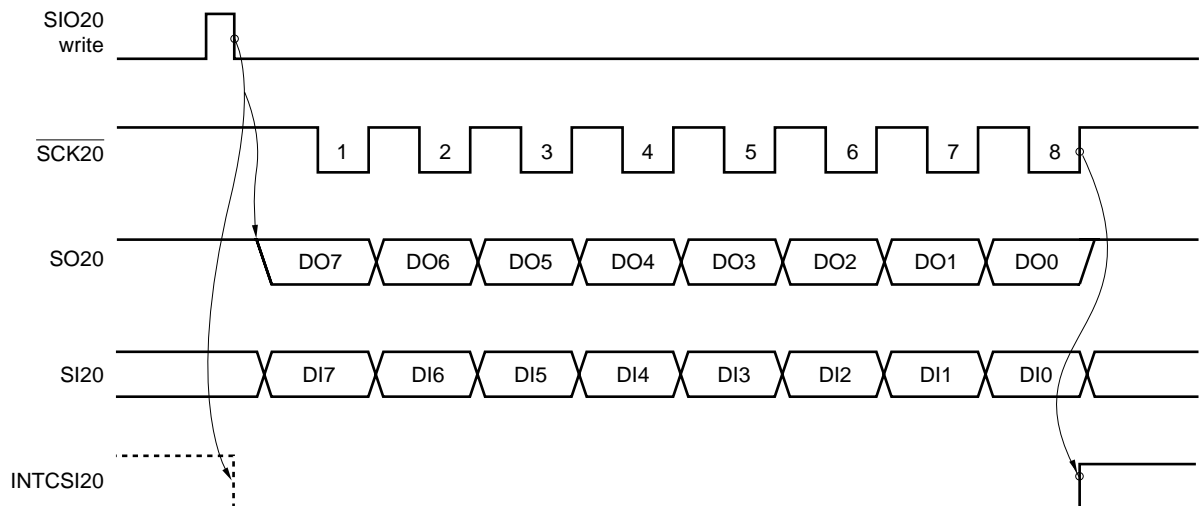 SIO20
write
SCK20
1 2 3 4 5 6 7 8
SO20
DO7 DO6 DO5 DO4 DO3 DO2 DO1 DO0
SI20
DI7 DI6 DI5 DI4 DI3 DI2 DI1 DI0
INTCSI20